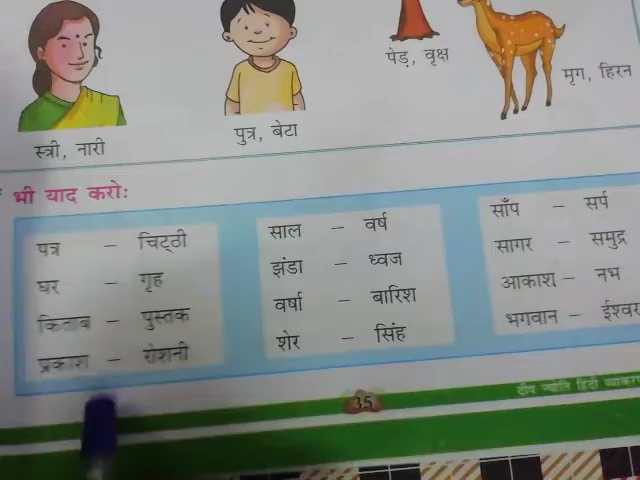 स्त्री, नारी
पुत्र, बेटा
पेड़, वृक्ष
मृग, हिरन
भी याद करो:
पत्र – चिट्ठी
घर – गृह
किताब – पुस्तक
प्रकाश – रोशनी
साल – वर्ष
झंडा – ध्वज
वर्षा – बारिश
शेर – सिंह
साँप – सर्प
सागर – समुद्र
आकाश – नभ
भगवान – ईश्वर
35
दीप ज्योति हिंदी